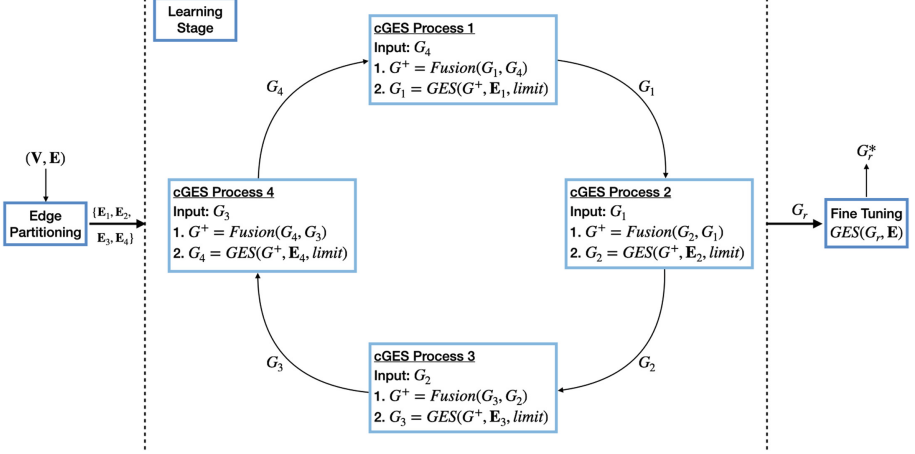 Learning
Stage
cGES Process 1
Input: G₄
1. G⁺ = Fusion(G₁, G₄)
2. G₁ = GES(G⁺, E₁, limit)
G₄
G₁
(V, E)
Edge
Partitioning
{E₁, E₂,
E₃, E₄}
cGES Process 4
Input: G₃
1. G⁺ = Fusion(G₄, G₃)
2. G₄ = GES(G⁺, E₄, limit)
cGES Process 2
Input: G₁
1. G⁺ = Fusion(G₂, G₁)
2. G₂ = GES(G⁺, E₂, limit)
Gᵣ
G*ᵣ
Fine Tuning
GES(Gᵣ, E)
G₃
G₂
cGES Process 3
Input: G₂
1. G⁺ = Fusion(G₃, G₂)
2. G₃ = GES(G⁺, E₃, limit)